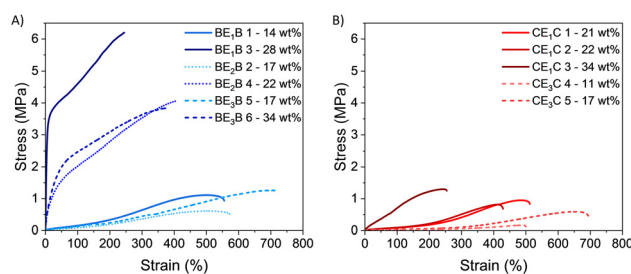 A)
BE₁B 1 - 14 wt%
BE₁B 3 - 28 wt%
BE₂B 2 - 17 wt%
BE₂B 4 - 22 wt%
BE₃B 5 - 17 wt%
BE₃B 6 - 34 wt%
Stress (MPa)
6
5
4
3
2
1
0
0 100 200 300 400 500 600 700 800
Strain (%)
B)
CE₁C 1 - 21 wt%
CE₁C 2 - 22 wt%
CE₁C 3 - 34 wt%
CE₃C 4 - 11 wt%
CE₃C 5 - 17 wt%
Stress (MPa)
6
5
4
3
2
1
0
0 100 200 300 400 500 600 700 800
Strain (%)